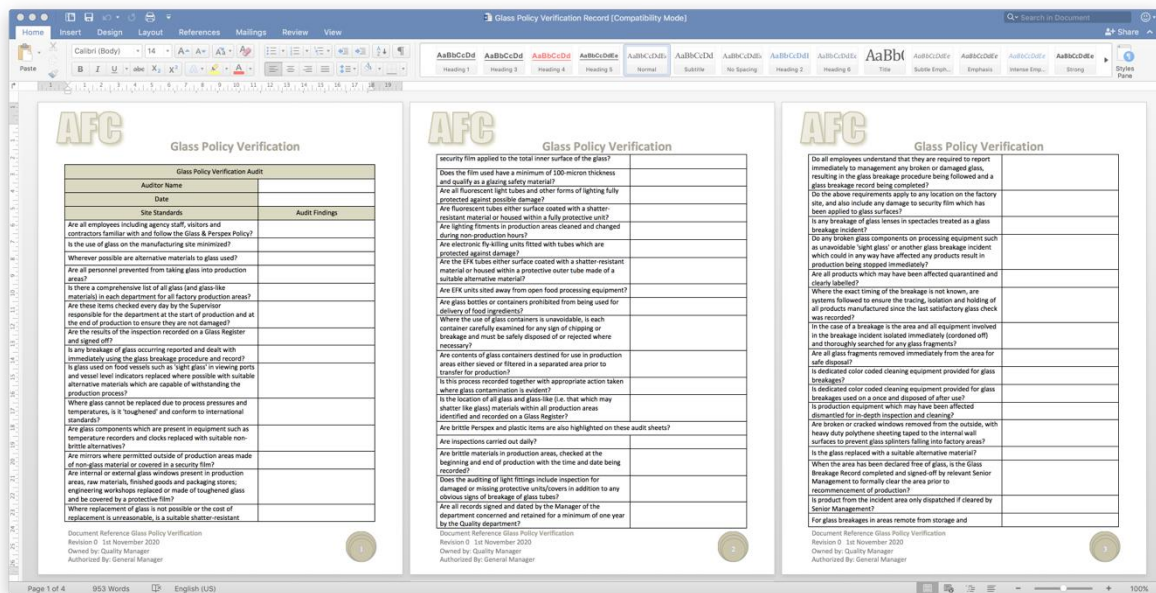 Glass Policy Verification Record [Compatibility Mode]
Search in Document
Home Insert Design Layout References Mailings Review View
Share
Paste
Calibri (Body) 14
AaBbCcDd AaBbCcDd AaBbCcDd AaBbCcDdEe AaBbCcDdEe AaBbCcDd AaBbCcDdEe AaBbCcDdE AaBbCcDdEe AaBb( AaBbCcDdEe AaBbCcDdEe AaBbCcDdEe AaBbCcDdEe
Heading 1 Heading 3 Heading 4 Heading 5 Normal Subtitle No Spacing Heading 2 Heading 6 Title Subtle Emph... Emphasis Intense Emp... Strong
Styles
Pane
AFC
Glass Policy Verification
Glass Policy Verification Audit
Auditor Name
Date
Site Standards Audit Findings
Are all employees including agency staff, visitors and
contractors familiar with and follow the Glass & Perspex Policy?
Is the use of glass on the manufacturing site minimized?
Wherever possible are alternative materials to glass used?
Are all personnel prevented from taking glass into production
areas?
Is there a comprehensive list of all glass (and glass-like
materials) in each department for all factory production areas?
Are these items checked every day by the Supervisor
responsible for the department at the start of production and at
the end of production to ensure they are not damaged?
Are the results of the inspection recorded on a Glass Register
and signed off?
Is any breakage of glass occurring reported and dealt with
immediately using the glass breakage procedure and record?
Is glass used on food vessels such as 'sight glass' in viewing ports
and vessel level indicators replaced where possible with suitable
alternative materials which are capable of withstanding the
production process?
Where glass cannot be replaced due to process pressures and
temperatures, is it 'toughened' and conform to international
standards?
Are glass components which are present in equipment such as
temperature recorders and clocks replaced with suitable non-
brittle alternatives?
Are mirrors where permitted outside of production areas made
of non-glass material or covered in a security film?
Are internal or external glass windows present in production
areas, raw materials, finished goods and packaging stores;
engineering workshops replaced or made of toughened glass
and be covered by a protective film?
Where replacement of glass is not possible or the cost of
replacement is unreasonable, is a suitable shatter-resistant
Document Reference Glass Policy Verification
Revision 0 1st November 2020
Owned by: Quality Manager
Authorized By: General Manager
1
AFC
Glass Policy Verification
security film applied to the total inner surface of the glass?
Does the film used have a minimum of 100-micron thickness
and qualify as a glazing safety material?
Are all fluorescent light tubes and other forms of lighting fully
protected against possible damage?
Are fluorescent tubes either surface coated with a shatter-
resistant material or housed within a fully protective unit?
Are lighting fitments in production areas cleaned and changed
during non-production hours?
Are electronic fly-killing units fitted with tubes which are
protected against damage?
Are the EFK tubes either surface coated with a shatter-resistant
material or housed within a protective outer tube made of a
suitable alternative material?
Are EFK units sited away from open food processing equipment?
Are glass bottles or containers prohibited from being used for
delivery of food ingredients?
Where the use of glass containers is unavoidable, is each
container carefully examined for any sign of chipping or
breakage and must be safely disposed of or rejected where
necessary?
Are contents of glass containers destined for use in production
areas either sieved or filtered in a separated area prior to
transfer for production?
Is this process recorded together with appropriate action taken
where glass contamination is evident?
Is the location of all glass and glass-like (i.e. that which may
shatter like glass) materials within all production areas
identified and recorded on a Glass Register?
Are brittle Perspex and plastic items are also highlighted on these audit sheets?
Are inspections carried out daily?
Are brittle materials in production areas, checked at the
beginning and end of production with the time and date being
recorded?
Does the auditing of light fittings include inspection for
damaged or missing protective units/covers in addition to any
obvious signs of breakage of glass tubes?
Are all records signed and dated by the Manager of the
department concerned and retained for a minimum of one year
by the Quality department?
Document Reference Glass Policy Verification
Revision 0 1st November 2020
Owned by: Quality Manager
Authorized By: General Manager
2
AFC
Glass Policy Verification
Do all employees understand that they are required to report
immediately to management any broken or damaged glass,
resulting in the glass breakage procedure being followed and a
glass breakage record being completed?
Do the above requirements apply to any location on the factory
site, and also include any damage to security film which has
been applied to glass surfaces?
Is any breakage of glass lenses in spectacles treated as a glass
breakage incident?
Do any broken glass components on processing equipment such
as unavoidable 'sight glass' or another glass breakage incident
which could in any way have affected any products result in
production being stopped immediately?
Are all products which may have been affected quarantined and
clearly labelled?
Where the exact timing of the breakage is not known, are
systems followed to ensure the tracing, isolation and holding of
all products manufactured since the last satisfactory glass check
was recorded?
In the case of a breakage is the area and all equipment involved
in the breakage incident isolated immediately (cordoned off)
and thoroughly searched for any glass fragments?
Are all glass fragments removed immediately from the area for
safe disposal?
Is dedicated color coded cleaning equipment provided for glass
breakages?
Is dedicated color coded cleaning equipment provided for glass
breakages used on a once and disposed of after use?
Is production equipment which may have been affected
dismantled for in-depth inspection and cleaning?
Are broken or cracked windows removed from the outside, with
heavy duty polythene sheeting taped to the internal wall
surfaces to prevent glass splinters falling into factory areas?
Is the glass replaced with a suitable alternative material?
When the area has been declared free of glass, is the Glass
Breakage Record completed and signed-off by relevant Senior
Management to formally clear the area prior to
recommencement of production?
Is product from the incident area only dispatched if cleared by
Senior Management?
For glass breakages in areas remote from storage and
Document Reference Glass Policy Verification
Revision 0 1st November 2020
Owned by: Quality Manager
Authorized By: General Manager
3
Page 1 of 4 953 Words English (US) 100%